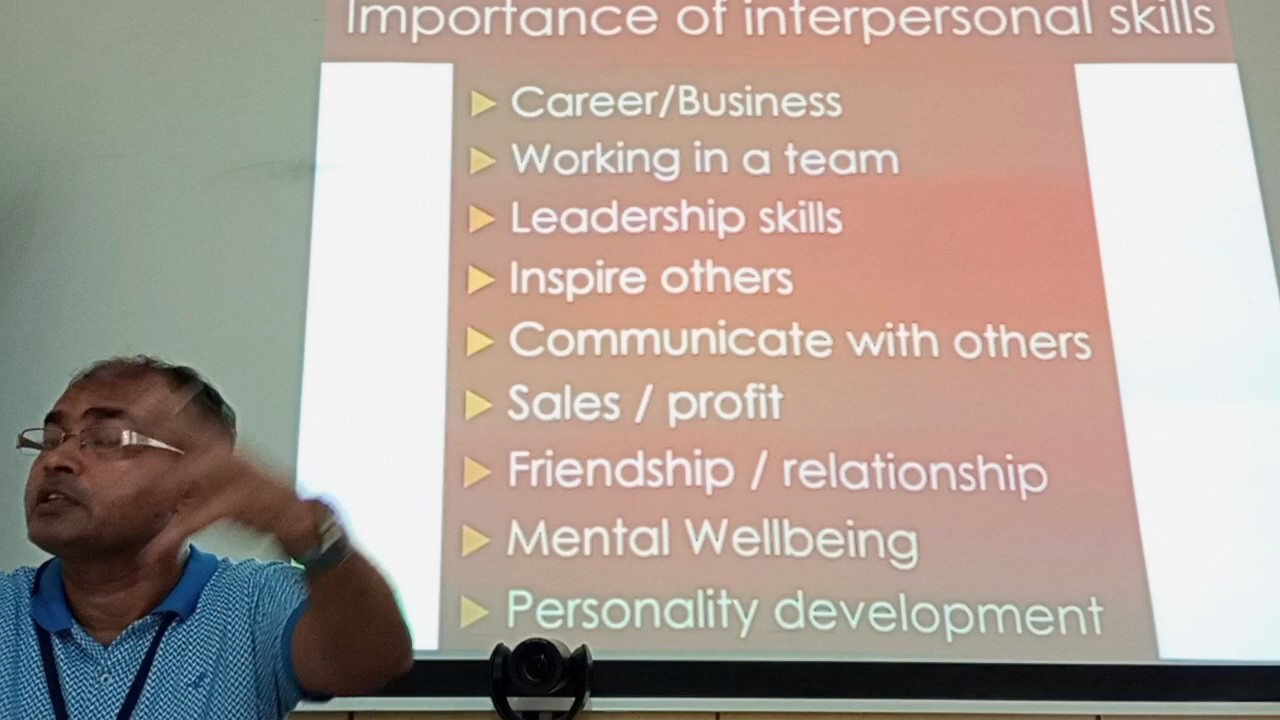 Importance of interpersonal skills
Career/Business
Working in a team
Leadership skills
Inspire others
Communicate with others
Sales / profit
Friendship / relationship
Mental Wellbeing
Personality development